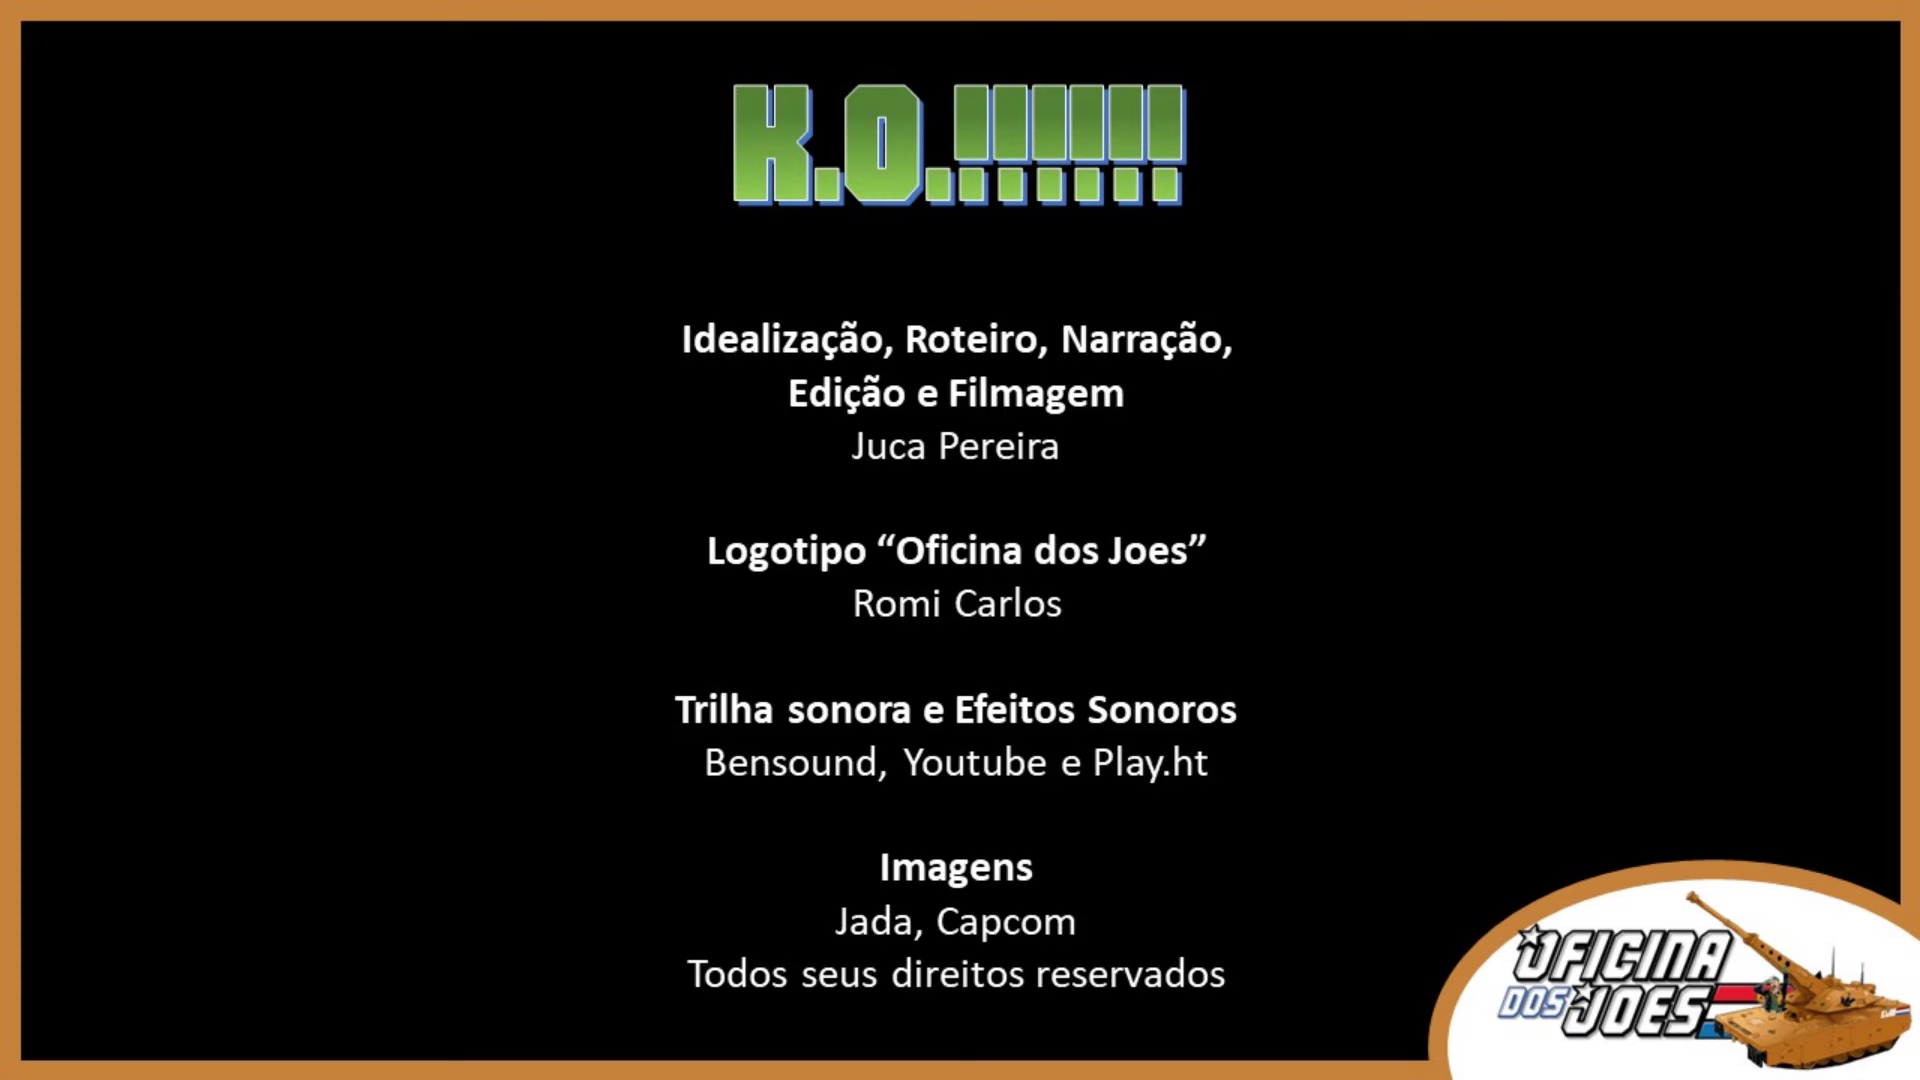 K.O.!!!!!!
Idealização, Roteiro, Narração,
Edição e Filmagem
Juca Pereira
Logotipo “Oficina dos Joes”
Romi Carlos
Trilha sonora e Efeitos Sonoros
Bensound, Youtube e Play.ht
Imagens
Jada, Capcom
Todos seus direitos reservados
OFICINA
DOS JOES